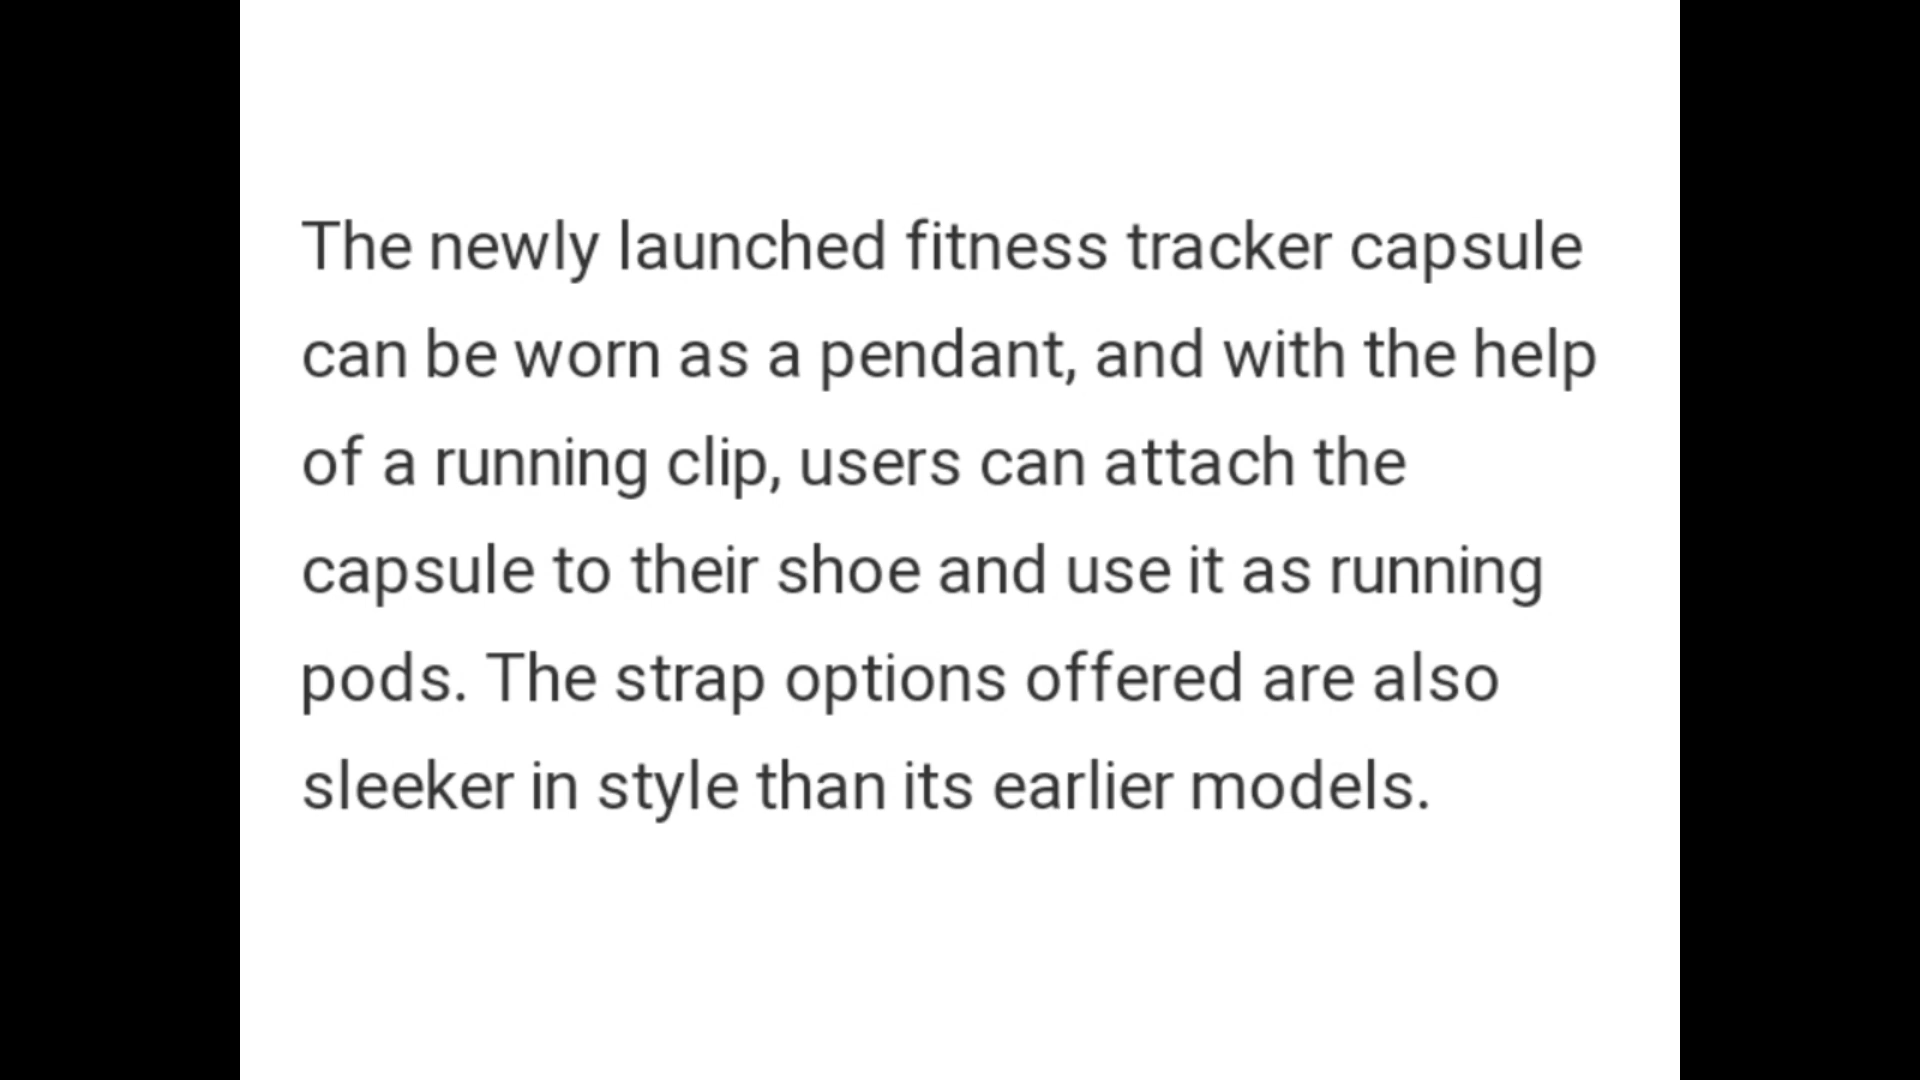 The newly launched fitness tracker capsule
can be worn as a pendant, and with the help
of a running clip, users can attach the
capsule to their shoe and use it as running
pods. The strap options offered are also
sleeker in style than its earlier models.